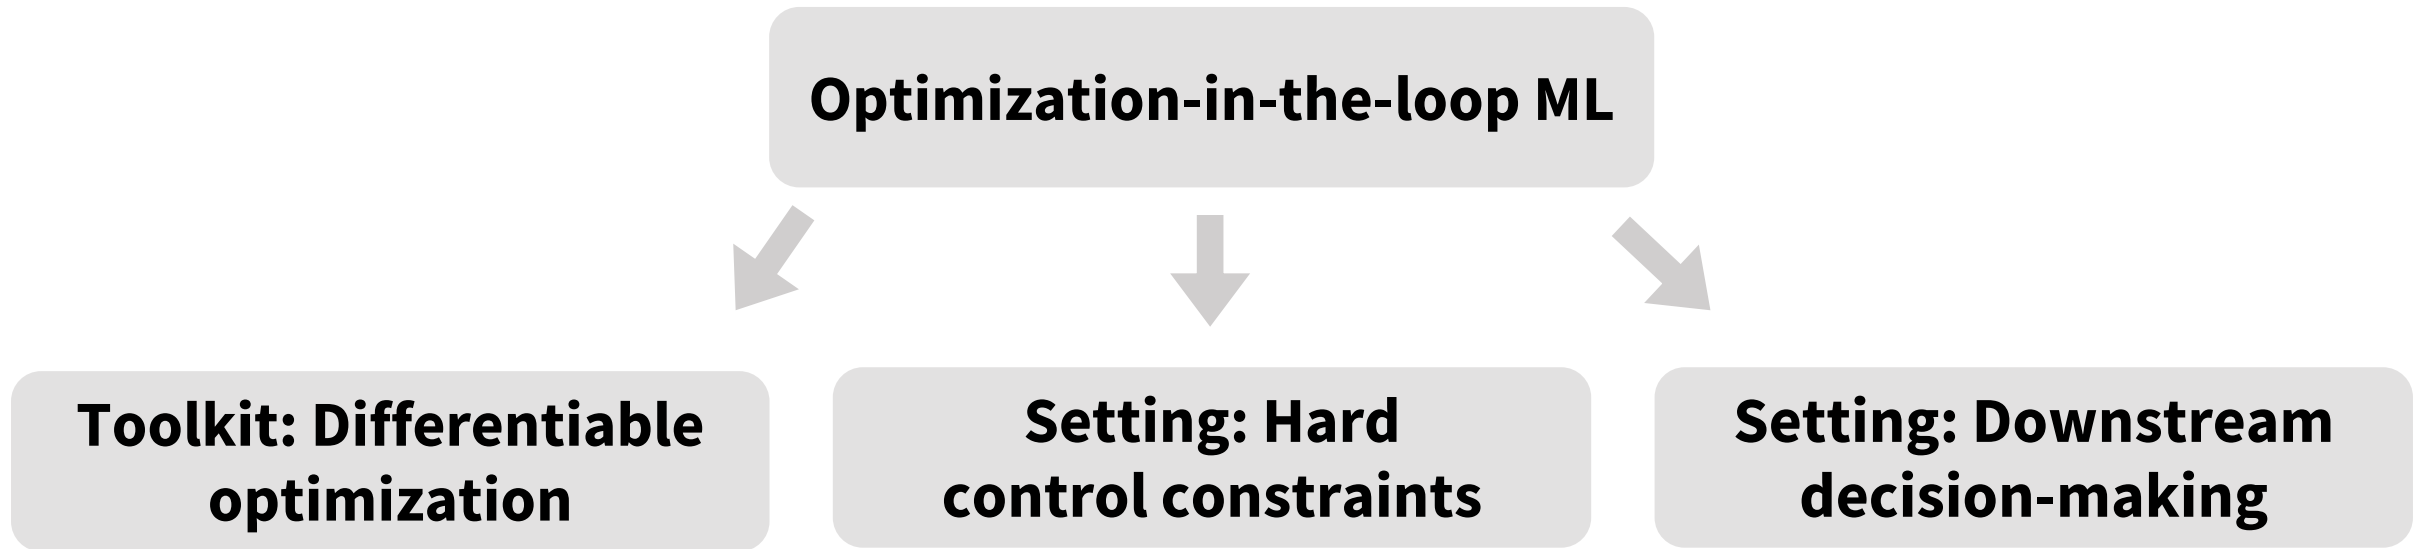 Optimization-in-the-loop ML
Toolkit: Differentiable
optimization
Setting: Hard
control constraints
Setting: Downstream
decision-making